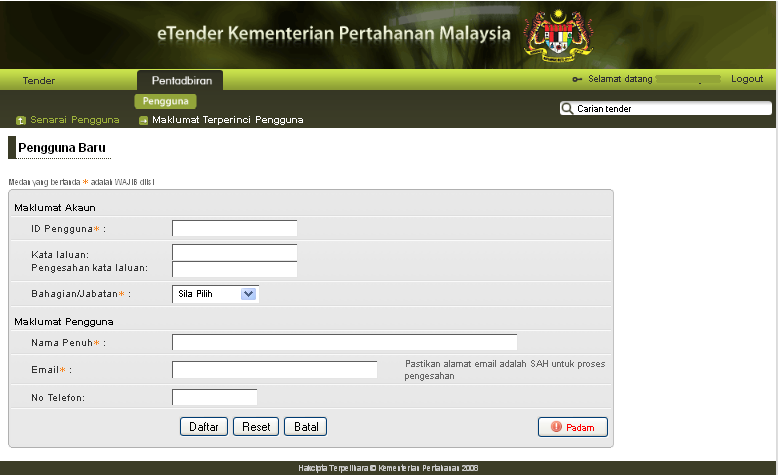 eTender Kementerian Pertahanan Malaysia
Tender Pentadbiran Selamat datang Logout
Pengguna
Senarai Pengguna Maklumat Terperinci Pengguna Carian tender
Pengguna Baru
Medan yang bertanda * adalah WAJIB diisi
Maklumat Akaun
ID Pengguna* :
Kata laluan:
Pengesahan kata laluan:
Bahagian/Jabatan* : Sila Pilih
Maklumat Pengguna
Nama Penuh* :
Email* : Pastikan alamat email adalah SAH untuk proses
pengesahan
No Telefon:
Daftar Reset Batal Padam
Hakcipta Terpelihara © Kementerian Pertahanan 2008